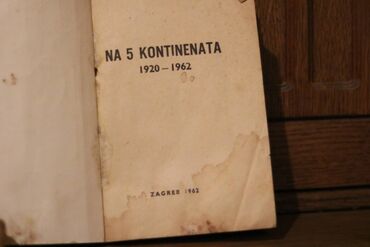 NA 5 KONTINENATA
1920 - 1962
ZAGREB 1962